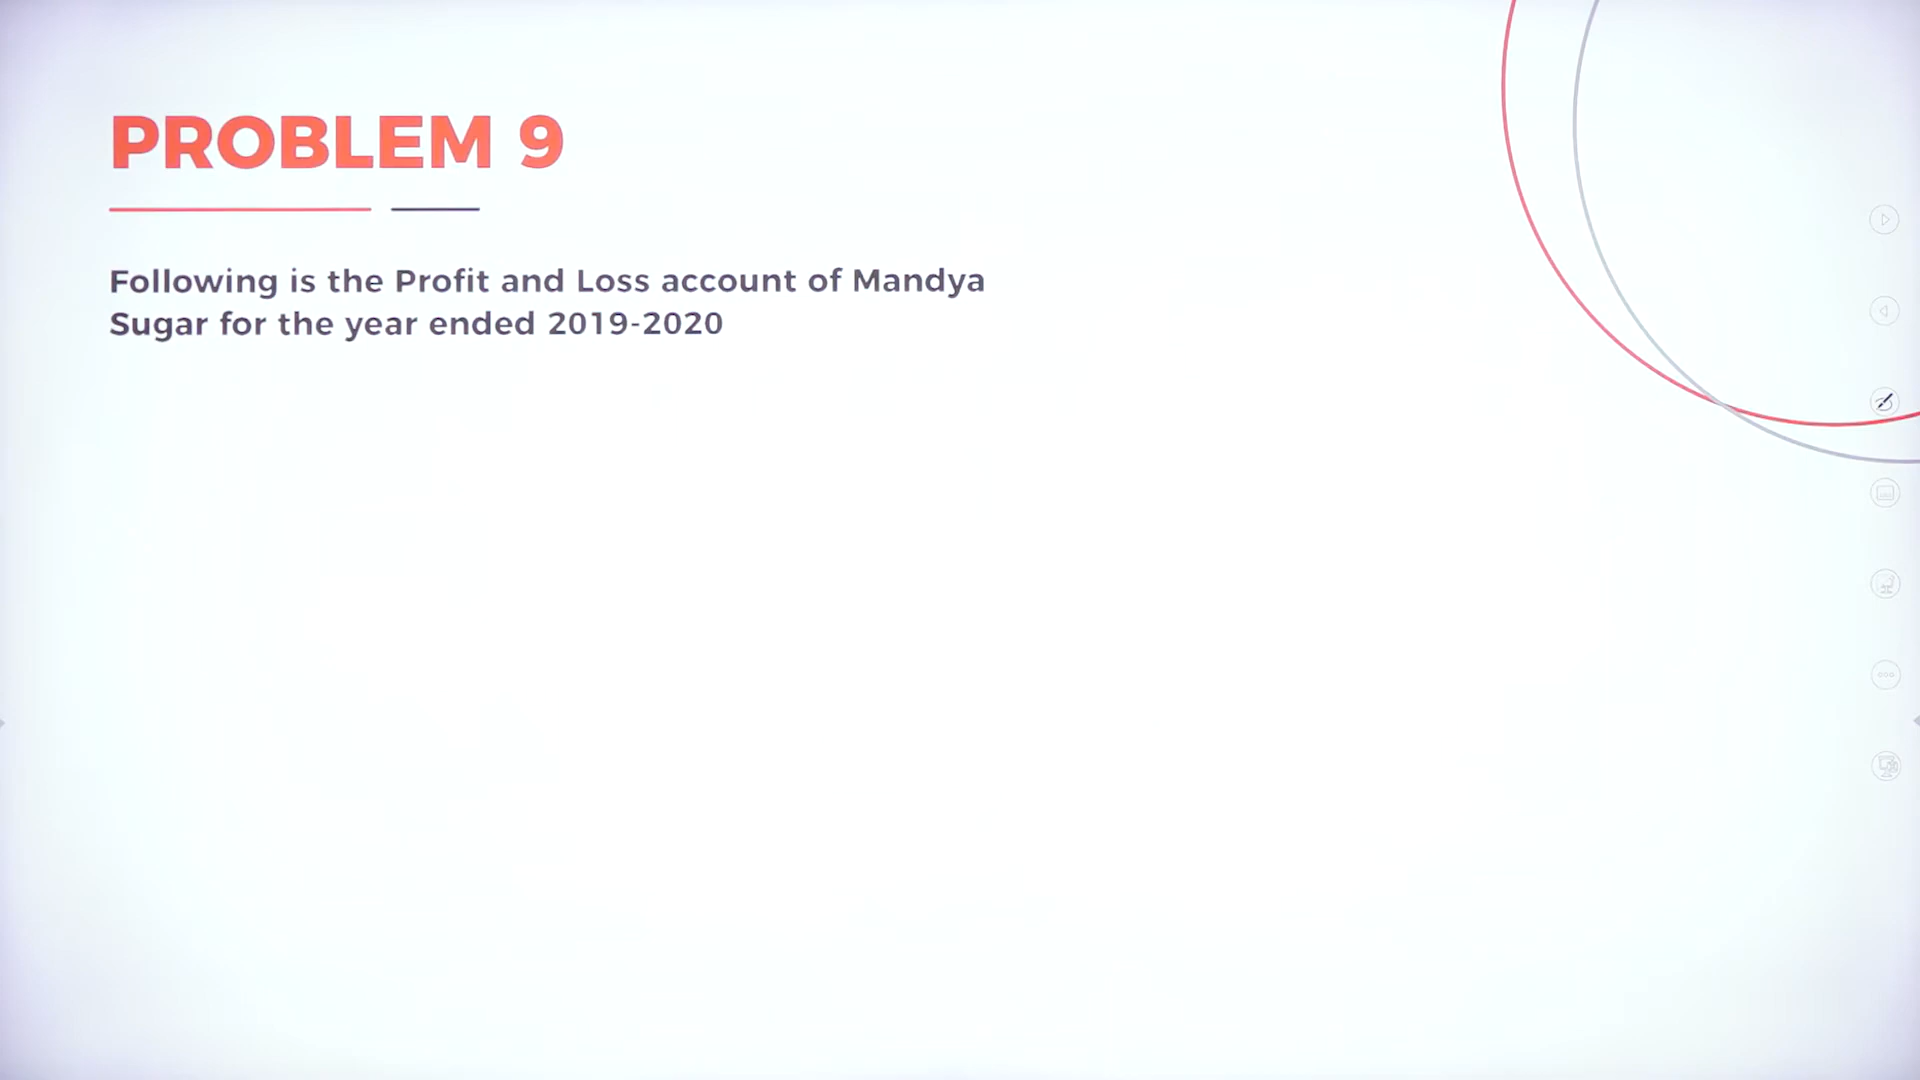 PROBLEM 9
Following is the Profit and Loss account of Mandya
Sugar for the year ended 2019-2020